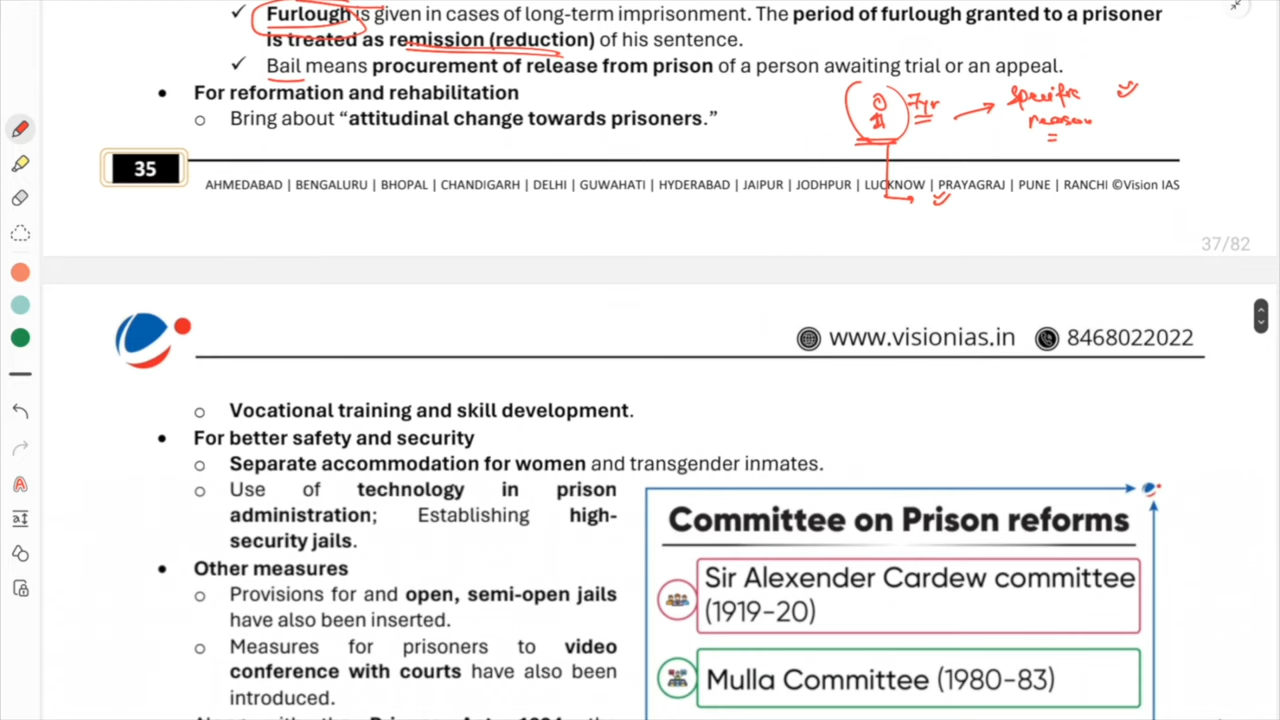 ✓ Furlough is given in cases of long-term imprisonment. The period of furlough granted to a prisoner
is treated as remission (reduction) of his sentence.
✓ Bail means procurement of release from prison of a person awaiting trial or an appeal.
• For reformation and rehabilitation
o Bring about “attitudinal change towards prisoners.”
7yr
Specific
reason
35
AHMEDABAD | BENGALURU | BHOPAL | CHANDIGARH | DELHI | GUWAHATI | HYDERABAD | JAIPUR | JODHPUR | LUCKNOW | PRAYAGRAJ | PUNE | RANCHI ©Vision IAS
37/82
www.visionias.in 8468022022
o Vocational training and skill development.
• For better safety and security
o Separate accommodation for women and transgender inmates.
o Use of technology in prison
administration; Establishing high-
security jails.
• Other measures
o Provisions for and open, semi-open jails
have also been inserted.
o Measures for prisoners to video
conference with courts have also been
introduced.
Committee on Prison reforms
Sir Alexender Cardew committee
(1919-20)
Mulla Committee (1980-83)